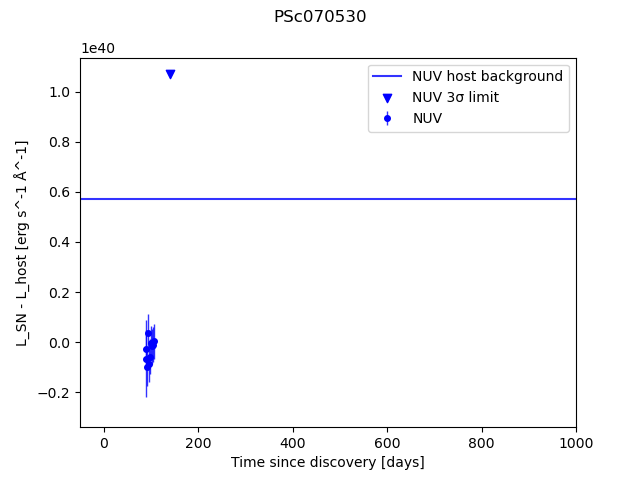 PSc070530
1e40
NUV host background
NUV 3σ limit
NUV
1.0
0.8
0.6
0.4
0.2
0.0
−0.2
L_SN - L_host [erg s^-1 Å^-1]
0 200 400 600 800 1000
Time since discovery [days]